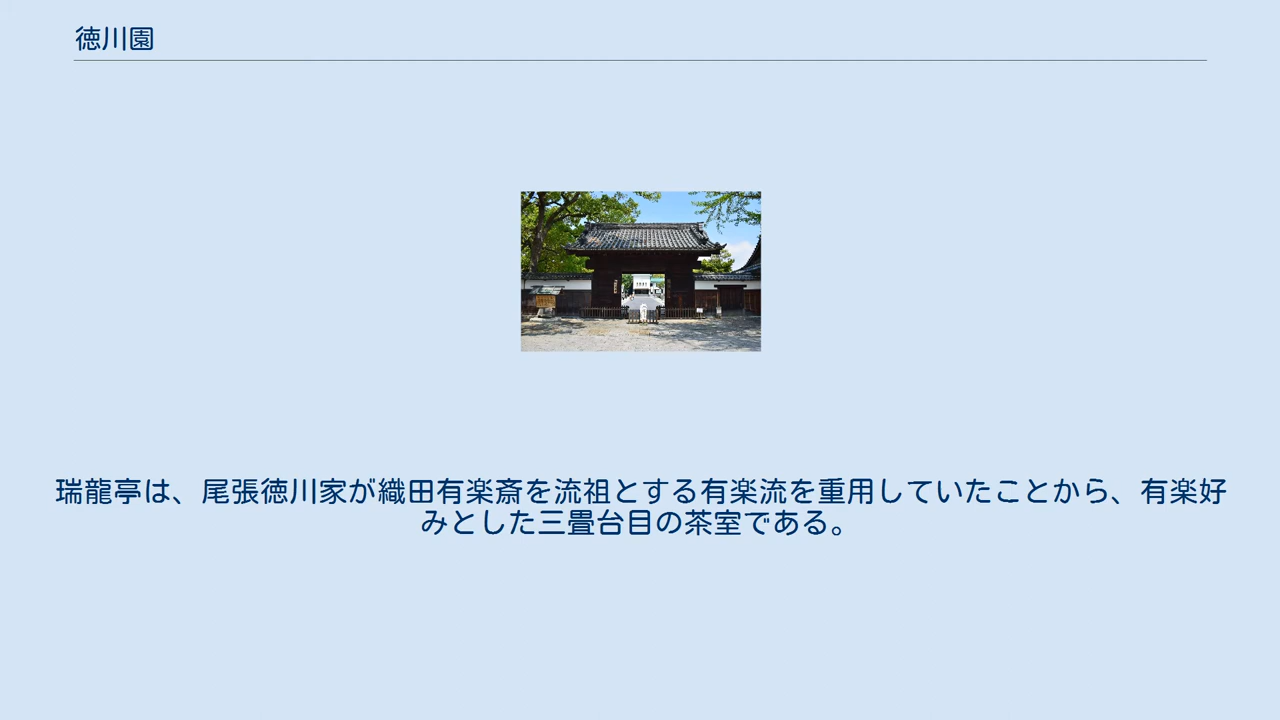 徳川園
瑞龍亭は、尾張徳川家が織田有楽斎を流祖とする有楽流を重用していたことから、有楽好
みとした三畳台目の茶室である。